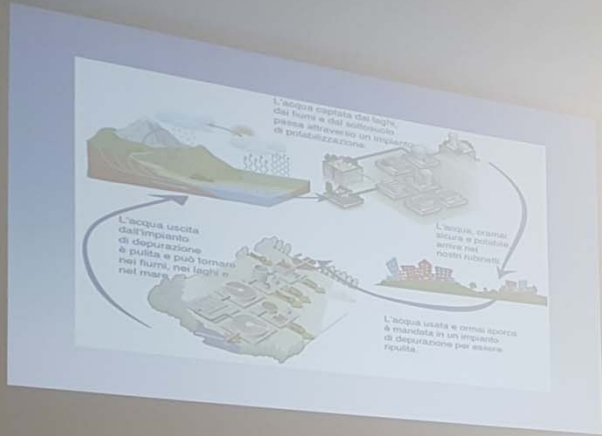 L'acqua captata dai laghi,
dai fiumi e dal sottosuolo
passa attraverso un impianto
di potabilizzazione.
L'acqua, oramai
sicura e potabile
arriva nei
nostri rubinetti
L'acqua usata e ormai sporca
è mandata in un impianto
di depurazione per essere
ripulita.
L'acqua uscita
dall'impianto
di depurazione
è pulita e può tornare
nei fiumi, nei laghi e
nel mare